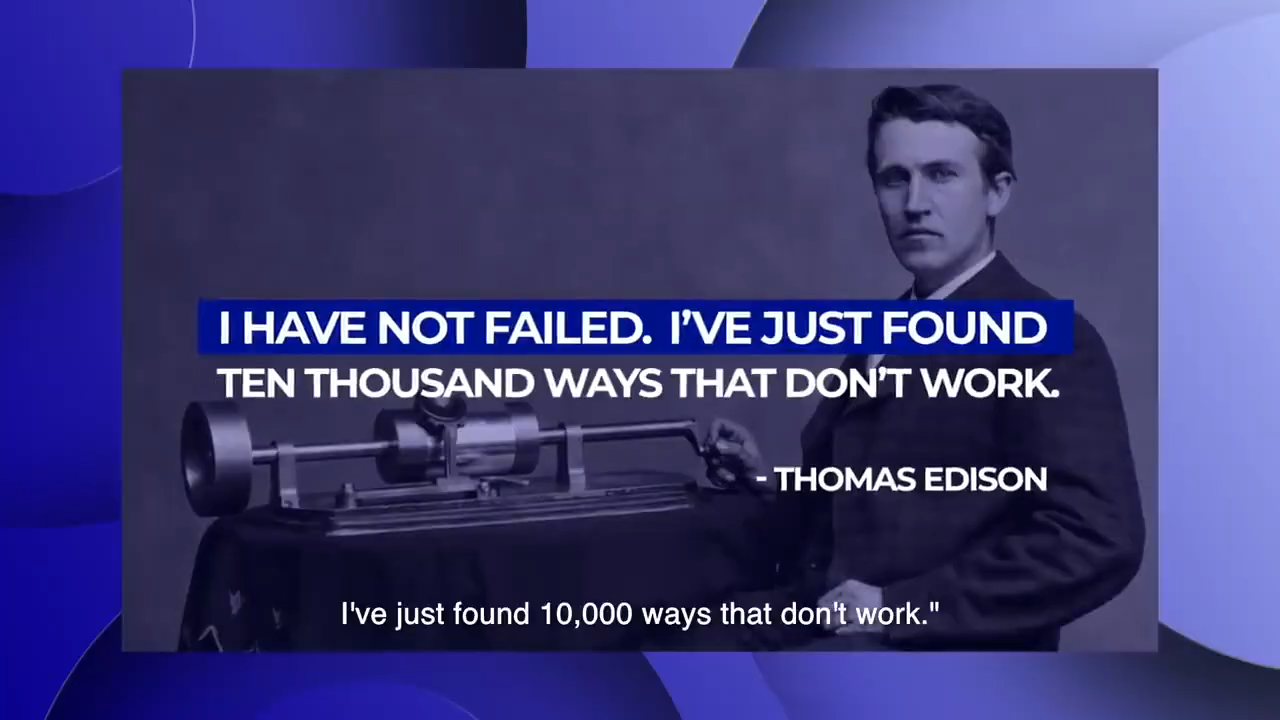 I HAVE NOT FAILED. I’VE JUST FOUND
TEN THOUSAND WAYS THAT DON’T WORK.
- THOMAS EDISON
I've just found 10,000 ways that don't work."